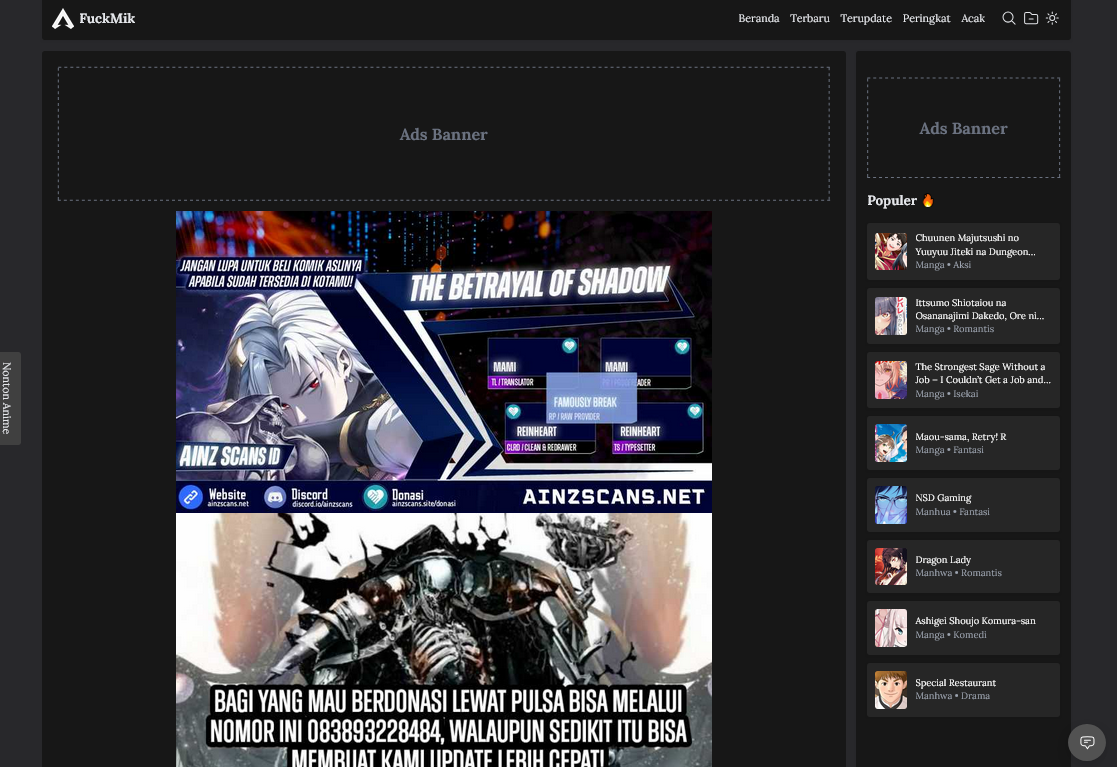 FuckMik
Beranda Terbaru Terupdate Peringkat Acak
Ads Banner
JANGAN LUPA UNTUK BELI KOMIK ASLINYA
APABILA SUDAH TERSEDIA DI KOTAMU!
THE BETRAYAL OF SHADOW
MAMI
TL / TRANSLATOR
MAMI
FAMOUSLY BREAK
RP / RAW PROVIDER
REINHEART
CLRD / CLEAN & REDRAWER
REINHEART
TS / TYPESETTER
AINZ SCANS ID
Website
ainzscans.net
Discord
discord.io/ainzscans
Donasi
ainzscans.site/donasi
AINZSCANS.NET
BAGI YANG MAU BERDONASI LEWAT PULSA BISA MELALUI
NOMOR INI 083893228484, WALAUPUN SEDIKIT ITU BISA
MEMBUAT KAMI UPDATE LEBIH CEPAT!
Nonton Anime
Ads Banner
Populer 🔥
Chuunen Majutsushi no
Yuuyuu Jiteki na Dungeon...
Manga • Aksi
Ittsumo Shiotaiou na
Osananajimi Dakedo, Ore ni...
Manga • Romantis
The Strongest Sage Without a
Job – I Couldn't Get a Job and...
Manga • Isekai
Maou-sama, Retry! R
Manga • Fantasi
NSD Gaming
Manhua • Fantasi
Dragon Lady
Manhwa • Romantis
Ashigei Shoujo Komura-san
Manga • Komedi
Special Restaurant
Manhwa • Drama